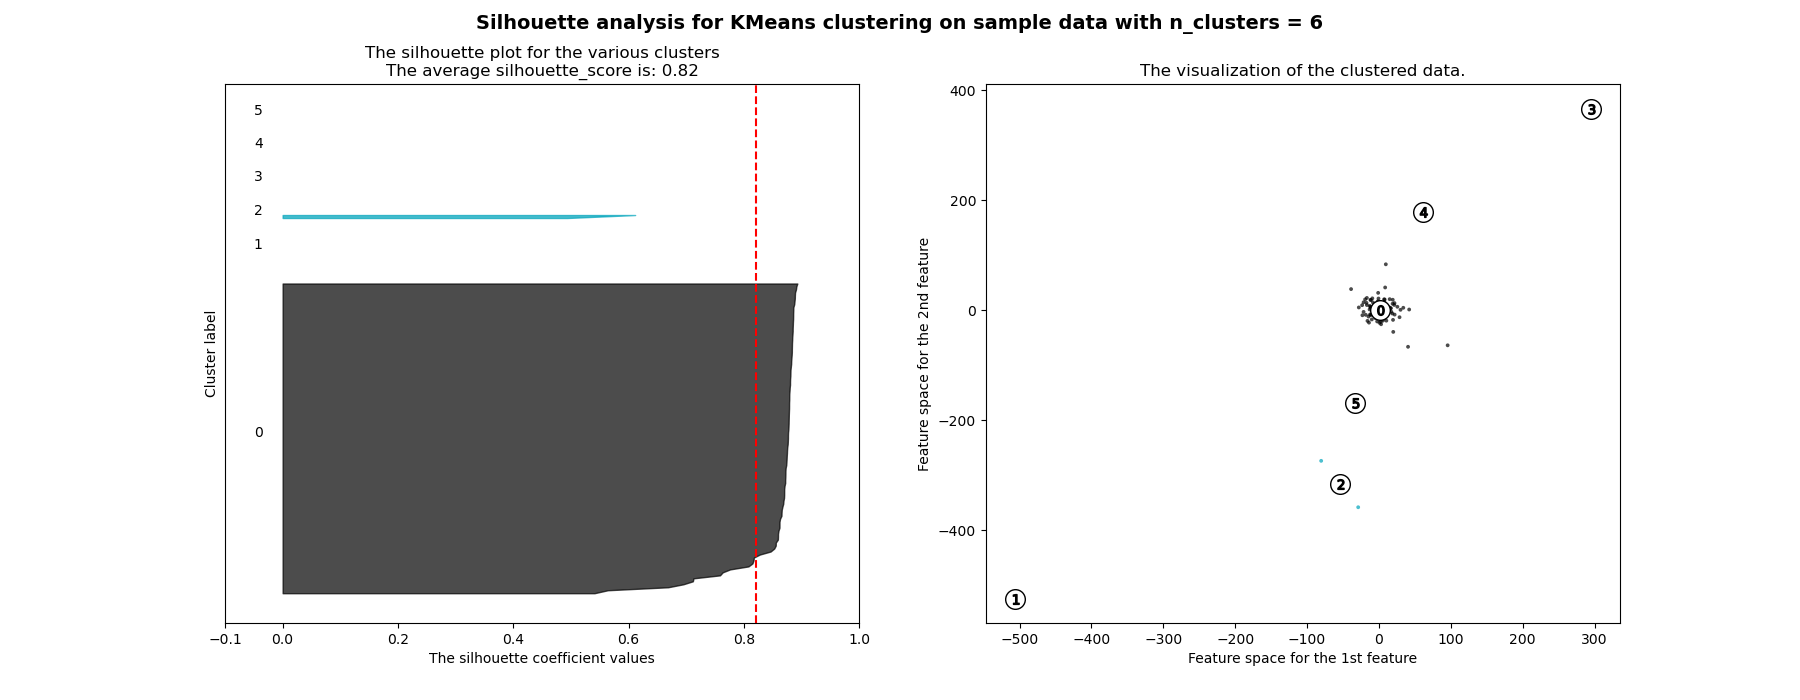 Silhouette analysis for KMeans clustering on sample data with n_clusters = 6
The silhouette plot for the various clusters
The average silhouette_score is: 0.82
5
4
3
2
1
0
Cluster label
−0.1 0.0 0.2 0.4 0.6 0.8 1.0
The silhouette coefficient values
The visualization of the clustered data.
400
200
0
−200
−400
Feature space for the 2nd feature
3
4
0
5
2
1
−500 −400 −300 −200 −100 0 100 200 300
Feature space for the 1st feature